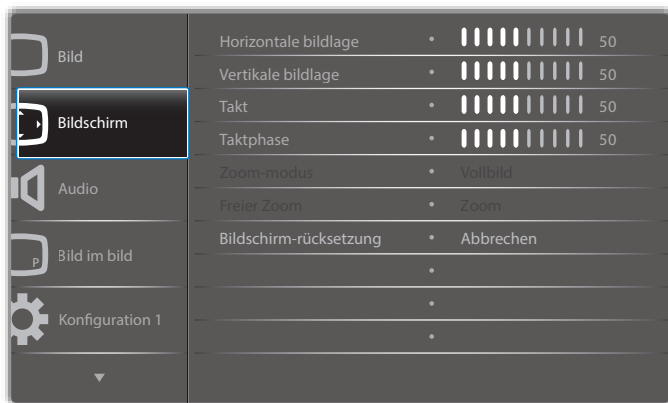 Bild
Bildschirm
Audio
P
Bild im bild
Konfiguration 1
Horizontale bildlage • 50
Vertikale bildlage • 50
Takt • 50
Taktphase • 50
Zoom-modus • Vollbild
Freier Zoom • Zoom
Bildschirm-rücksetzung • Abbrechen
•
•
•